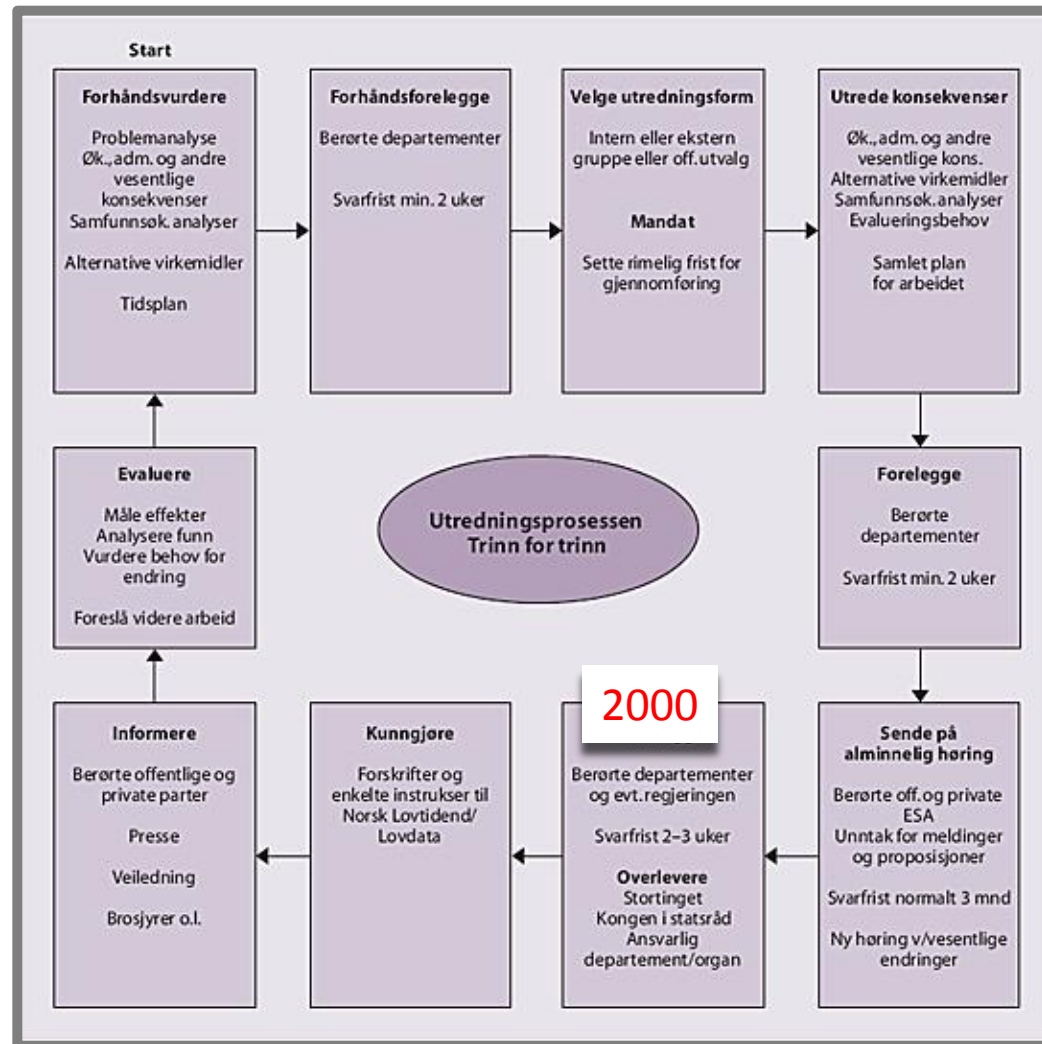 Start
Forhåndsvurdere
Problemanalyse
Øk., adm. og andre
vesentlige
konsekvenser
Samfunnsøk. analyser
Alternative virkemidler
Tidsplan
Forhåndsforelegge
Berørte departementer
Svarfrist min. 2 uker
Velge utredningsform
Intern eller ekstern
gruppe eller off. utvalg
Mandat
Sette rimelig frist for
gjennomføring
Utrede konsekvenser
Øk., adm. og andre
vesentlige kons.
Alternative virkemidler
Samfunnsøk. analyser
Evalueringsbehov
Samlet plan
for arbeidet
Evaluere
Måle effekter
Analysere funn
Vurdere behov for
endring
Foreslå videre arbeid
Utredningsprosessen
Trinn for trinn
Forelegge
Berørte
departementer
Svarfrist min. 2 uker
Informere
Berørte offentlige og
private parter
Presse
Veiledning
Brosjyrer o.l.
Kunngjøre
Forskrifter og
enkelte instrukser til
Norsk Lovtidend/
Lovdata
2000
Berørte departementer
og evt. regjeringen
Svarfrist 2–3 uker
Overlevere
Stortinget
Kongen i statsråd
Ansvarlig
departement/organ
Sende på
alminnelig høring
Berørte off. og private
ESA
Unntak for meldinger
og proposisjoner
Svarfrist normalt 3 mnd
Ny høring v/vesentlige
endringer